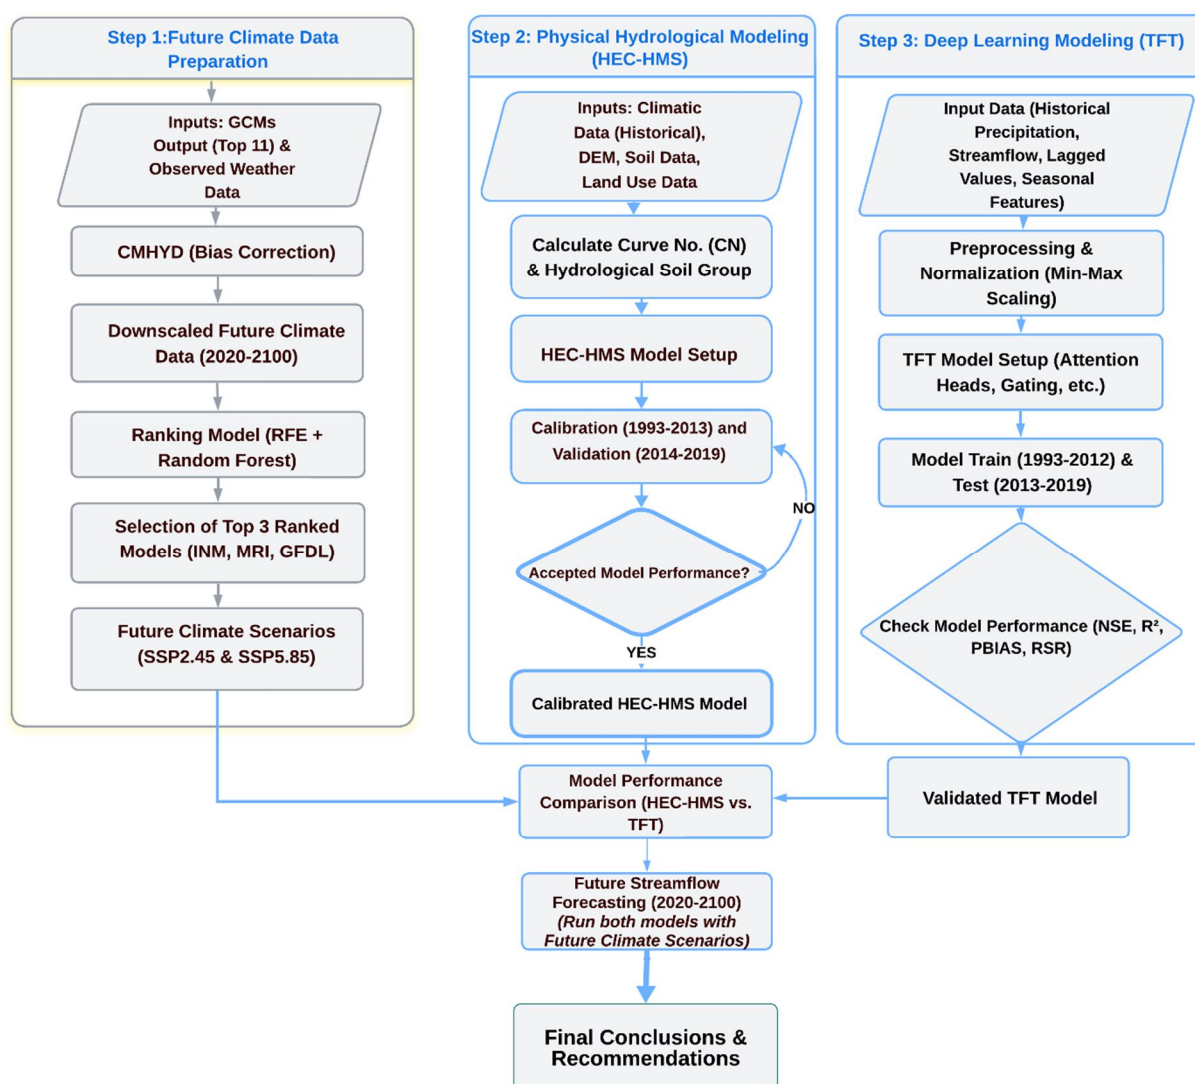 Step 1:Future Climate Data
Preparation
Inputs: GCMs
Output (Top 11) &
Observed Weather
Data
CMHYD (Bias Correction)
Downscaled Future Climate
Data (2020-2100)
Ranking Model (RFE +
Random Forest)
Selection of Top 3 Ranked
Models (INM, MRI, GFDL)
Future Climate Scenarios
(SSP2.45 & SSP5.85)
Step 2: Physical Hydrological Modeling
(HEC-HMS)
Inputs: Climatic
Data (Historical),
DEM, Soil Data,
Land Use Data
Calculate Curve No. (CN)
& Hydrological Soil Group
HEC-HMS Model Setup
Calibration (1993-2013) and
Validation (2014-2019)
NO
Accepted Model Performance?
YES
Calibrated HEC-HMS Model
Step 3: Deep Learning Modeling (TFT)
Input Data (Historical
Precipitation,
Streamflow, Lagged
Values, Seasonal
Features)
Preprocessing &
Normalization (Min-Max
Scaling)
TFT Model Setup (Attention
Heads, Gating, etc.)
Model Train (1993-2012) &
Test (2013-2019)
Check Model Performance (NSE, R²,
PBIAS, RSR)
Validated TFT Model
Model Performance
Comparison (HEC-HMS vs.
TFT)
Future Streamflow
Forecasting (2020-2100)
(Run both models with
Future Climate Scenarios)
Final Conclusions &
Recommendations